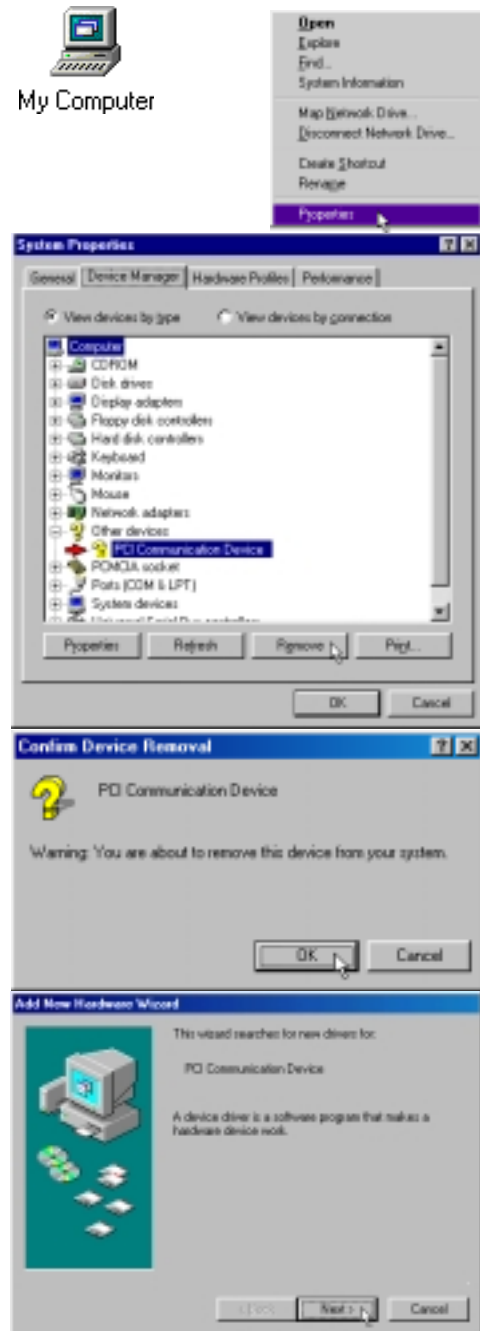 My Computer
Open
Explore
Find...
System Information
Map Network Drive...
Disconnect Network Drive...
Create Shortcut
Rename
Properties
System Properties
General Device Manager Hardware Profiles Performance
View devices by type View devices by connection
Computer
CDROM
Disk drives
Display adapters
Floppy disk controllers
Hard disk controllers
Keyboard
Monitors
Mouse
Network adapters
Other devices
PCI Communication Device
PCMCIA socket
Ports (COM & LPT)
System devices
Universal Serial Bus controllers
Properties Refresh Remove Print...
OK Cancel
Confirm Device Removal
PCI Communication Device
Warning: You are about to remove this device from your system.
OK Cancel
Add New Hardware Wizard
This wizard searches for new drivers for:
PCI Communication Device
A device driver is a software program that makes a
hardware device work.
< Back Next > Cancel